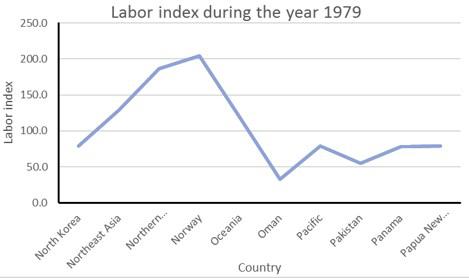 Labor index during the year 1979
250.0
200.0
150.0
100.0
50.0
0.0
Labor index
North Korea
Northeast Asia
Northern...
Norway
Oceania
Oman
Pacific
Pakistan
Panama
Papua New...
Country